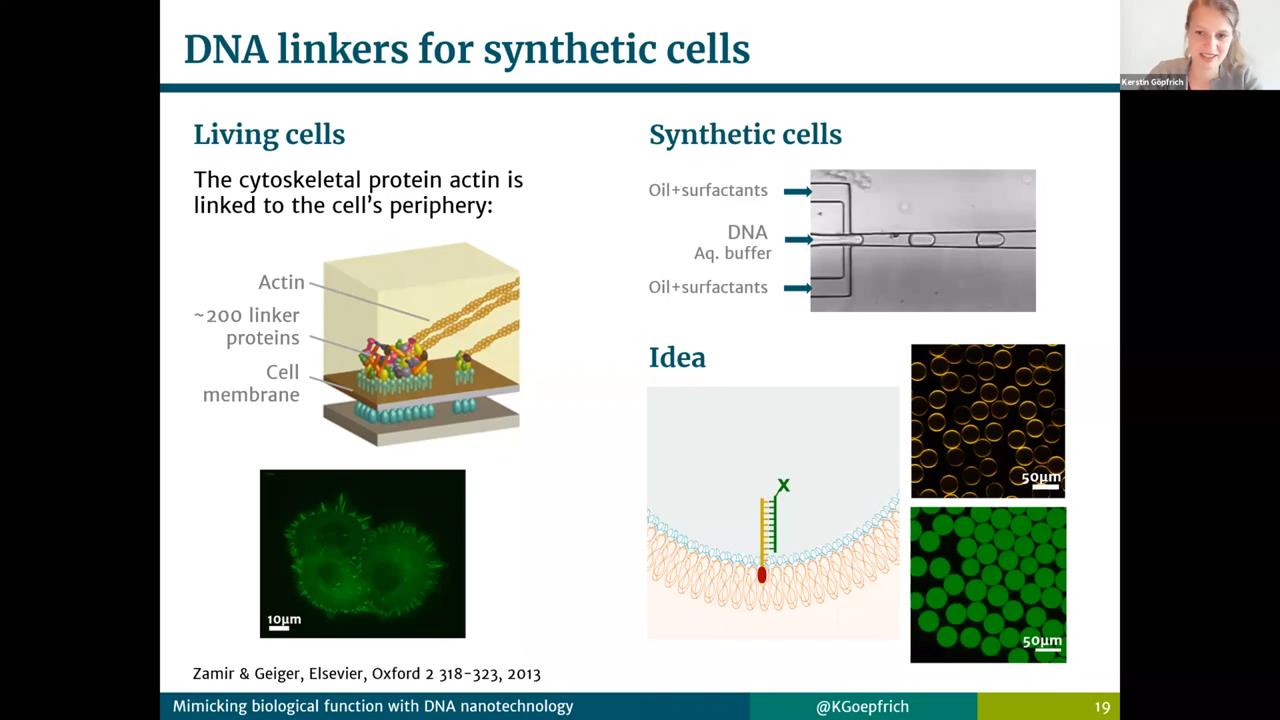 DNA linkers for synthetic cells
Kerstin Göpfrich
Living cells
The cytoskeletal protein actin is
linked to the cell's periphery:
Actin
~200 linker
proteins
Cell
membrane
10µm
Zamir & Geiger, Elsevier, Oxford 2 318-323, 2013
Synthetic cells
Oil+surfactants
DNA
Aq. buffer
Oil+surfactants
Idea
X
50µm
50µm
Mimicking biological function with DNA nanotechnology
@KGoepfrich
19